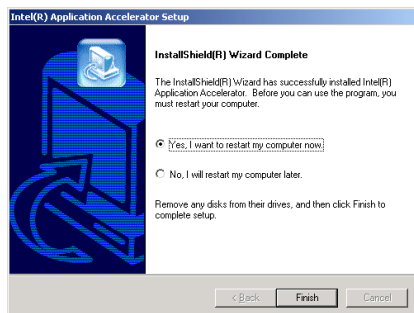 Intel(R) Application Accelerator Setup
InstallShield(R) Wizard Complete
The InstallShield(R) Wizard has successfully installed Intel(R)
Application Accelerator.  Before you can use the program, you
must restart your computer.
Yes, I want to restart my computer now.
No, I will restart my computer later.
Remove any disks from their drives, and then click Finish to
complete setup.
< Back
Finish
Cancel